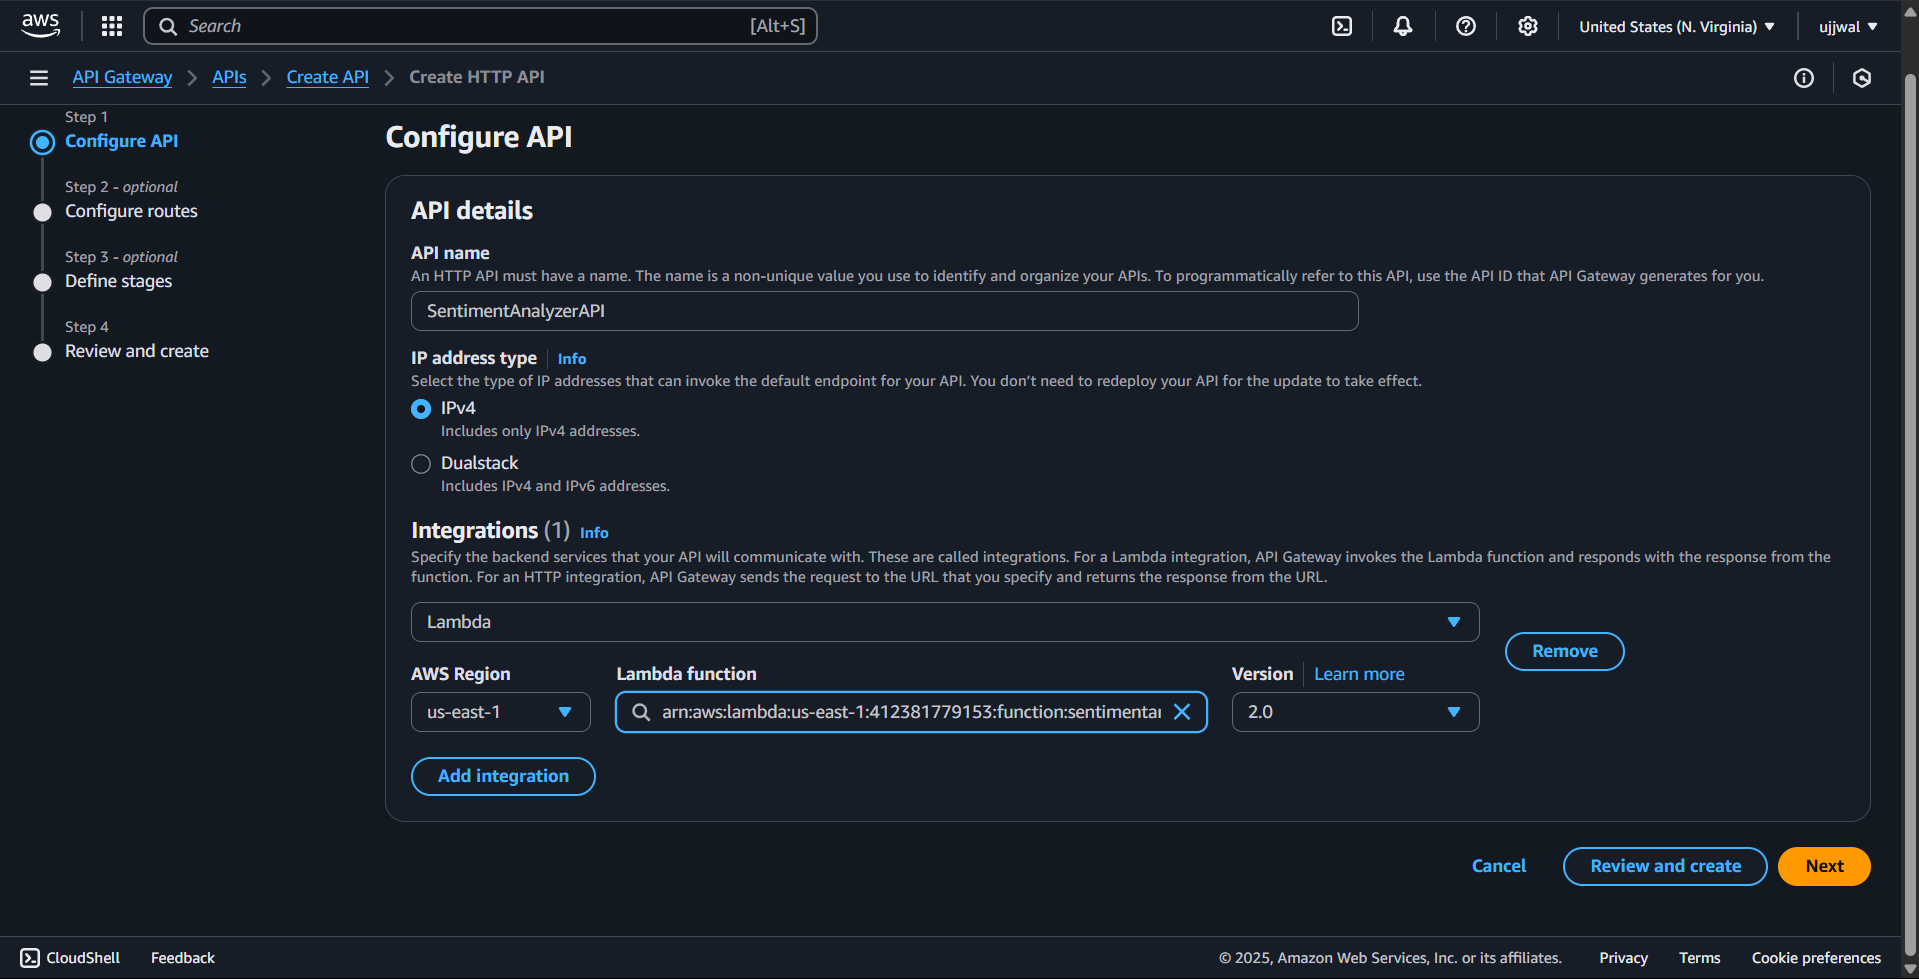 aws
Search [Alt+S] United States (N. Virginia) ujjwal
API Gateway APIs Create API Create HTTP API
Step 1
Configure API
Step 2 - optional
Configure routes
Step 3 - optional
Define stages
Step 4
Review and create
Configure API
API details
API name
An HTTP API must have a name. The name is a non-unique value you use to identify and organize your APIs. To programmatically refer to this API, use the API ID that API Gateway generates for you.
SentimentAnalyzerAPI
IP address type Info
Select the type of IP addresses that can invoke the default endpoint for your API. You don’t need to redeploy your API for the update to take effect.
IPv4
Includes only IPv4 addresses.
Dualstack
Includes IPv4 and IPv6 addresses.
Integrations (1) Info
Specify the backend services that your API will communicate with. These are called integrations. For a Lambda integration, API Gateway invokes the Lambda function and responds with the response from the
function. For an HTTP integration, API Gateway sends the request to the URL that you specify and returns the response from the URL.
Lambda
Remove
AWS Region Lambda function Version Learn more
us-east-1 arn:aws:lambda:us-east-1:412381779153:function:sentimentar 2.0
Add integration
Cancel Review and create Next
CloudShell Feedback © 2025, Amazon Web Services, Inc. or its affiliates. Privacy Terms Cookie preferences